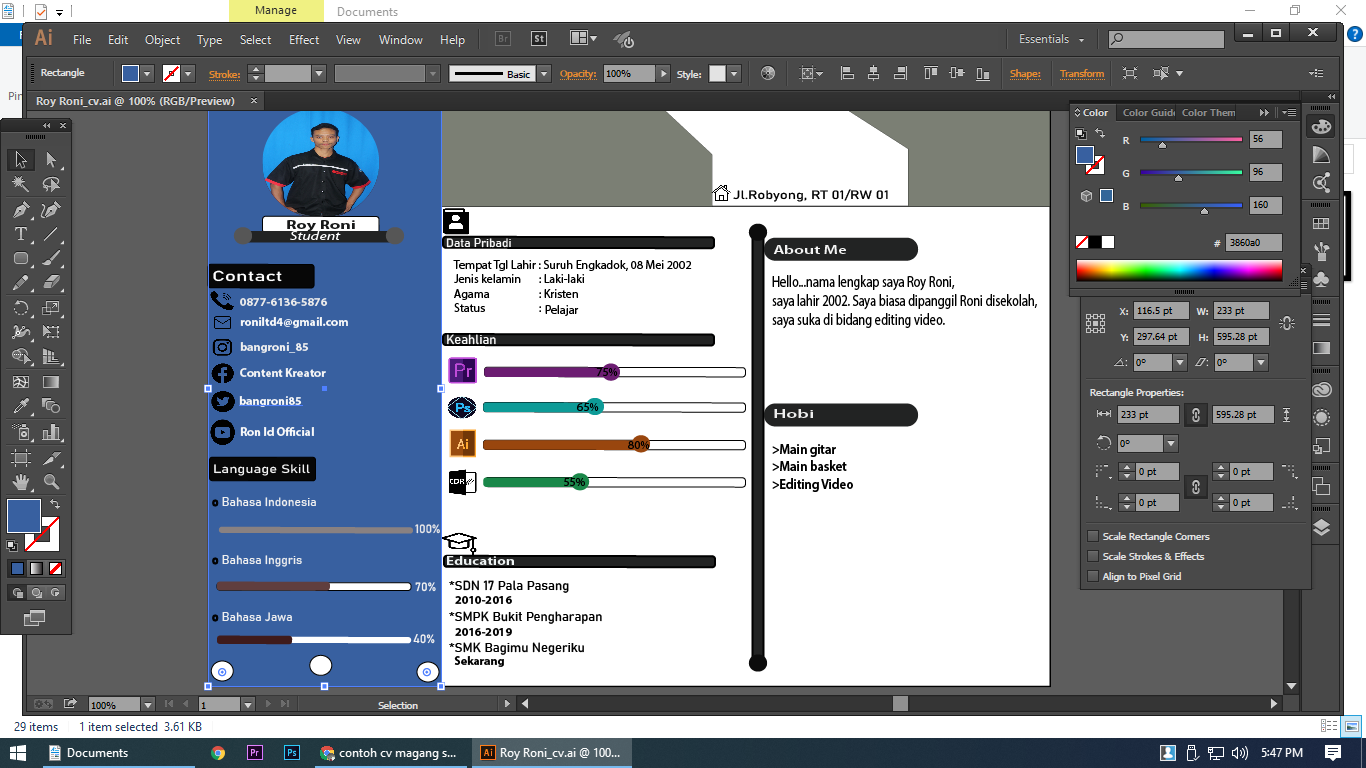 Manage
Documents
Ai File Edit Object Type Select Effect View Window Help Br St Essentials
Rectangle Stroke: Basic Opacity: 100% Style: Shape: Transform
Pin
Roy Roni_cv.ai @ 100% (RGB/Preview) ×
Color Color Guide Color Them
R 56
G 96
B 160
# 3860a0
X: 116.5 pt W: 233 pt
Y: 297.64 pt H: 595.28 pt
0° 0°
Rectangle Properties:
233 pt 595.28 pt
0°
0 pt 0 pt
0 pt 0 pt
Scale Rectangle Corners
Scale Strokes & Effects
Align to Pixel Grid
Roy Roni
Student
Contact
0877-6136-5876
roniltd4@gmail.com
bangroni_85
Content Kreator
bangroni85
Ron Id Official
Language Skill
Bahasa Indonesia
100%
Bahasa Inggris
70%
Bahasa Jawa
40%
Jl.Robyong, RT 01/RW 01
Data Pribadi
Tempat Tgl Lahir : Suruh Engkadok, 08 Mei 2002
Jenis kelamin : Laki-laki
Agama : Kristen
Status : Pelajar
Keahlian
Pr 75%
Ps 65%
Ai 80%
CDR 55%
Education
*SDN 17 Pala Pasang
2010-2016
*SMPK Bukit Pengharapan
2016-2019
*SMK Bagimu Negeriku
Sekarang
About Me
Hello...nama lengkap saya Roy Roni,
saya lahir 2002. Saya biasa dipanggil Roni disekolah,
saya suka di bidang editing video.
Hobi
>Main gitar
>Main basket
>Editing Video
100% 1 Selection
29 items 1 item selected 3.61 KB
Documents Pr Ps contoh cv magang s... Ai Roy Roni_cv.ai @ 100... 5:47 PM